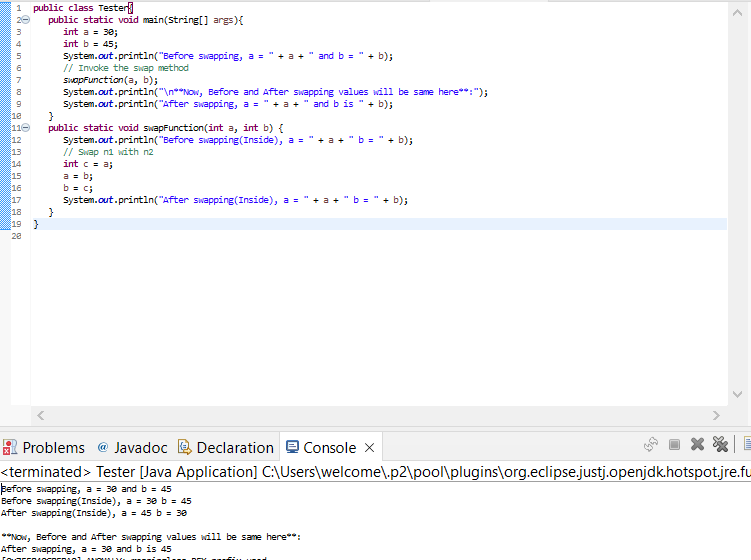 1 public class Tester{
2 public static void main(String[] args){
3 int a = 30;
4 int b = 45;
5 System.out.println("Before swapping, a = " + a + " and b = " + b);
6 // Invoke the swap method
7 swapFunction(a, b);
8 System.out.println("\n**Now, Before and After swapping values will be same here**:");
9 System.out.println("After swapping, a = " + a + " and b is " + b);
10 }
11 public static void swapFunction(int a, int b) {
12 System.out.println("Before swapping(Inside), a = " + a + " b = " + b);
13 // Swap n1 with n2
14 int c = a;
15 a = b;
16 b = c;
17 System.out.println("After swapping(Inside), a = " + a + " b = " + b);
18 }
19 }
20
Problems @ Javadoc Declaration Console
<terminated> Tester [Java Application] C:\Users\welcome\.p2\pool\plugins\org.eclipse.justj.openjdk.hotspot.jre.fu
Before swapping, a = 30 and b = 45
Before swapping(Inside), a = 30 b = 45
After swapping(Inside), a = 45 b = 30
**Now, Before and After swapping values will be same here**:
After swapping, a = 30 and b is 45